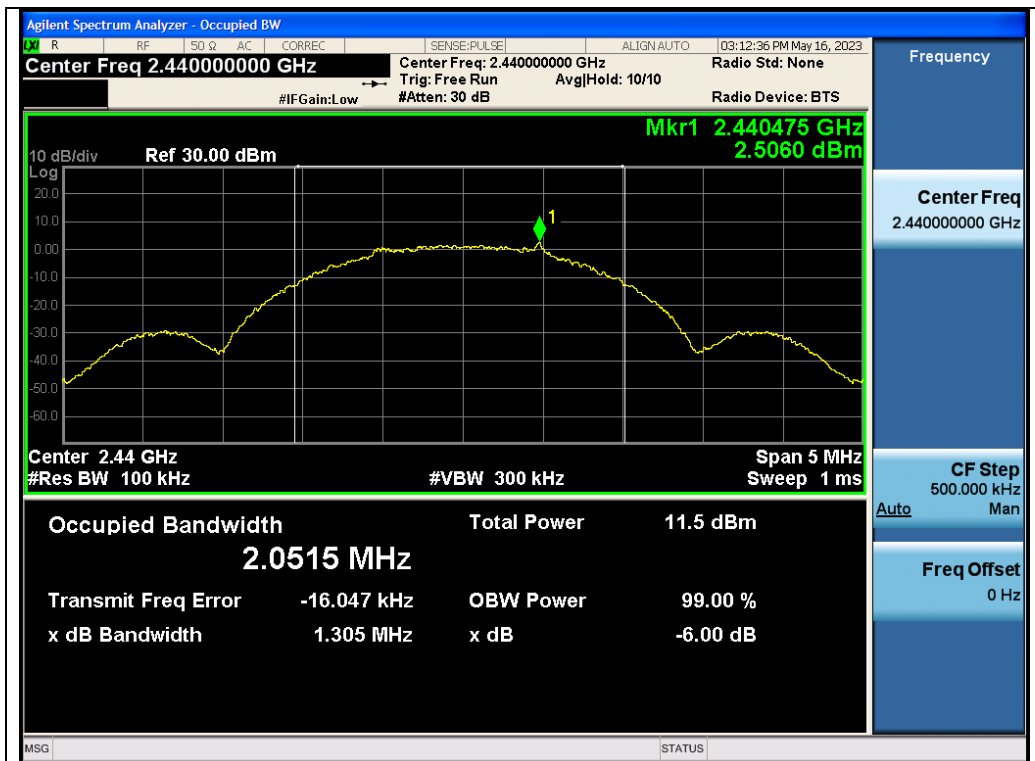 Agilent Spectrum Analyzer - Occupied BW
LXI R RF 50 Ω AC CORREC SENSE:PULSE ALIGN AUTO 03:12:36 PM May 16, 2023
Center Freq 2.440000000 GHz
Center Freq: 2.440000000 GHz Radio Std: None
Trig: Free Run Avg|Hold: 10/10
#IFGain:Low #Atten: 30 dB Radio Device: BTS
Mkr1 2.440475 GHz
2.5060 dBm
10 dB/div Ref 30.00 dBm
Log
20.0
10.0
0.00
-10.0
-20.0
-30.0
-40.0
-50.0
-60.0
1
Center 2.44 GHz Span 5 MHz
#Res BW 100 kHz #VBW 300 kHz Sweep 1 ms
Occupied Bandwidth Total Power 11.5 dBm
2.0515 MHz
Transmit Freq Error -16.047 kHz OBW Power 99.00 %
x dB Bandwidth 1.305 MHz x dB -6.00 dB
Frequency
Center Freq
2.440000000 GHz
CF Step
500.000 kHz
Auto Man
Freq Offset
0 Hz
MSG STATUS